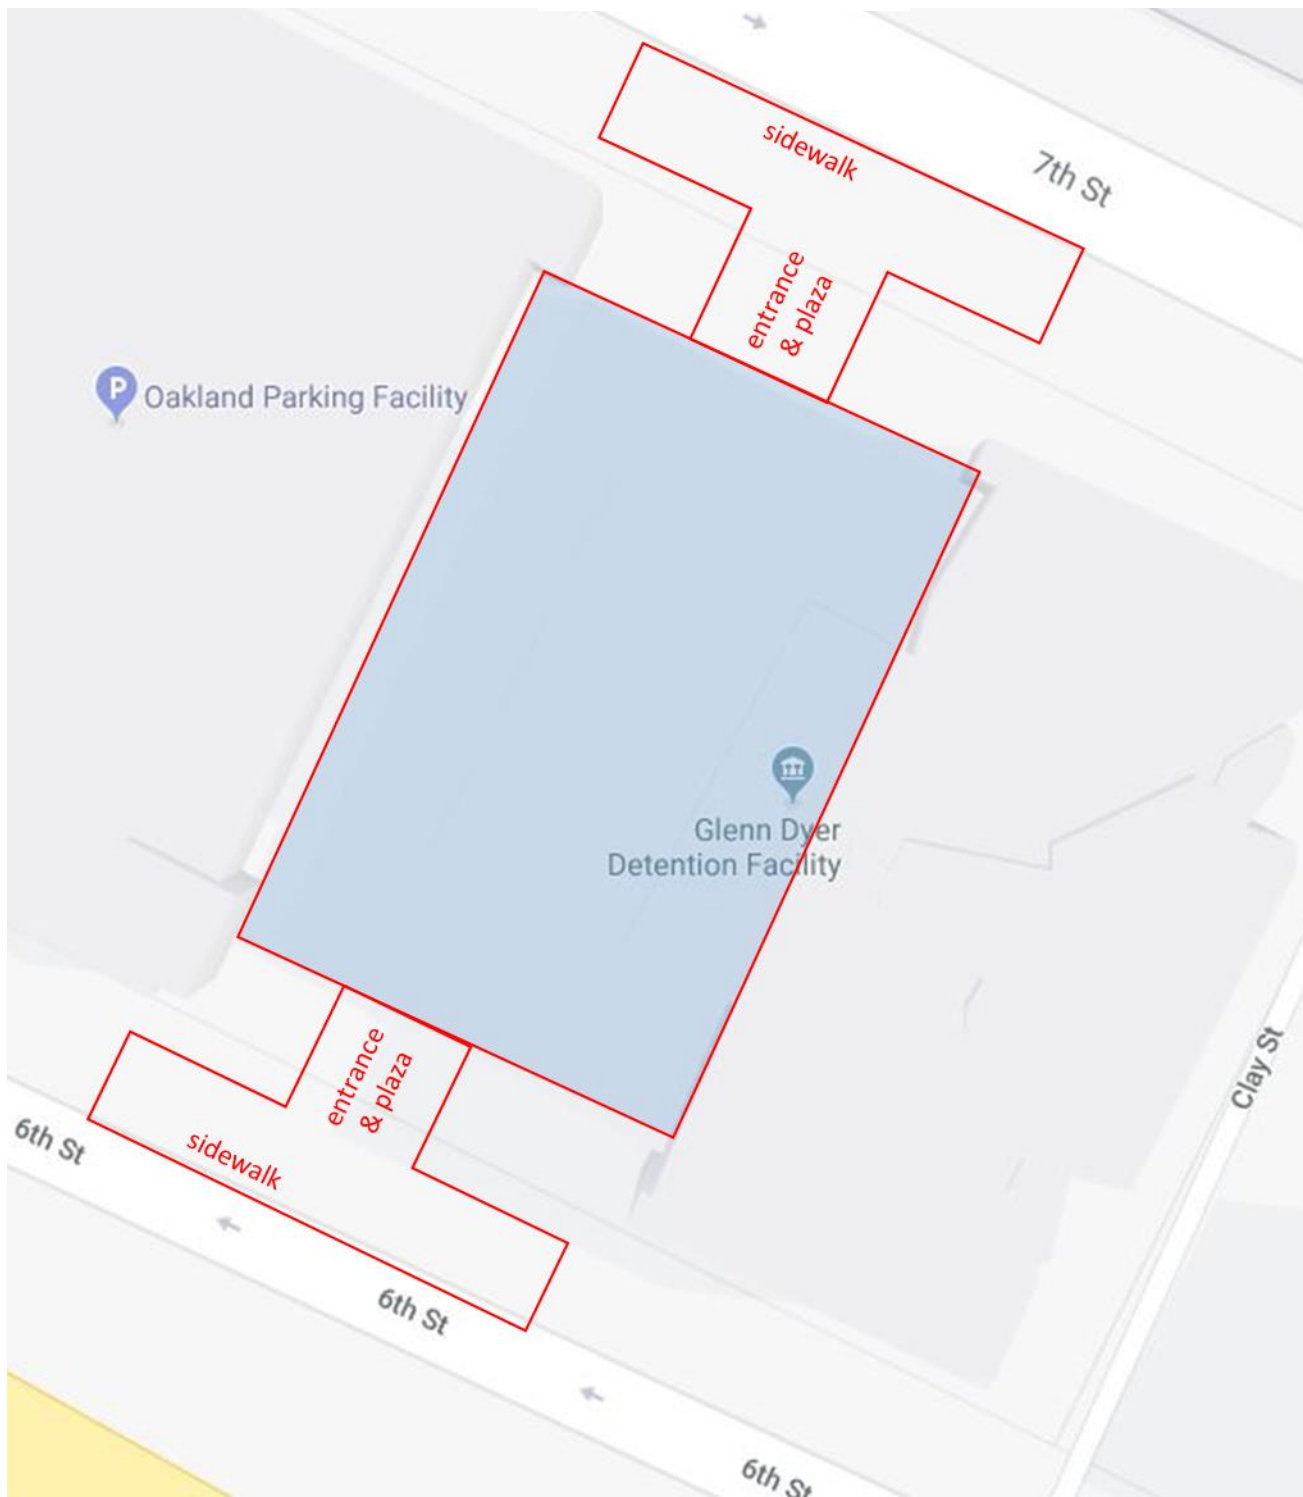 sidewalk
7th St
entrance
& plaza
P
Oakland Parking Facility
Glenn Dyer
Detention Facility
entrance
& plaza
Clay St
sidewalk
6th St
6th St
6th St